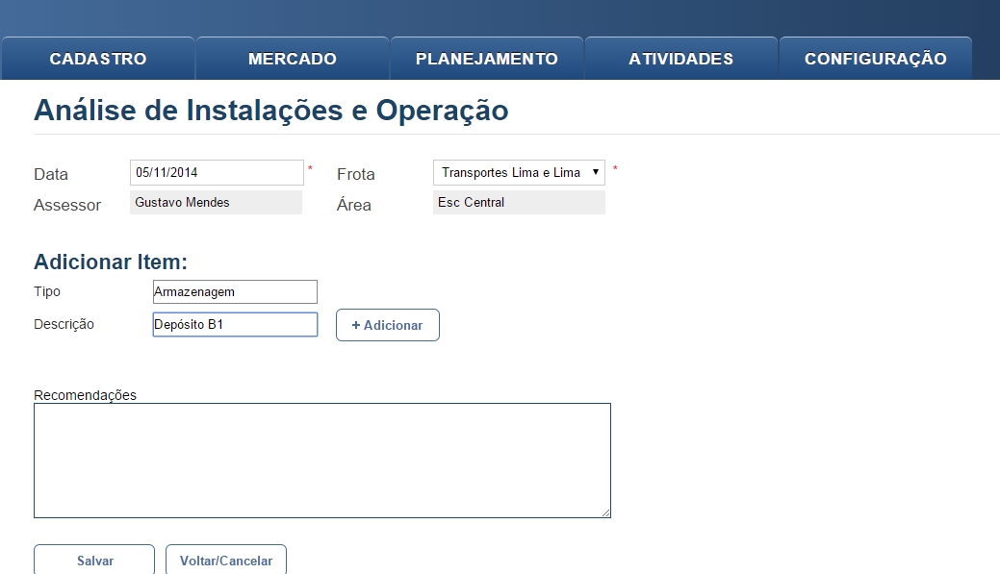 CADASTRO MERCADO PLANEJAMENTO ATIVIDADES CONFIGURAÇÃO
Análise de Instalações e Operação
Data 05/11/2014 * Frota Transportes Lima e Lima *
Assessor Gustavo Mendes Área Esc Central
Adicionar Item:
Tipo Armazenagem
Descrição Depósito B1 + Adicionar
Recomendações
Salvar Voltar/Cancelar